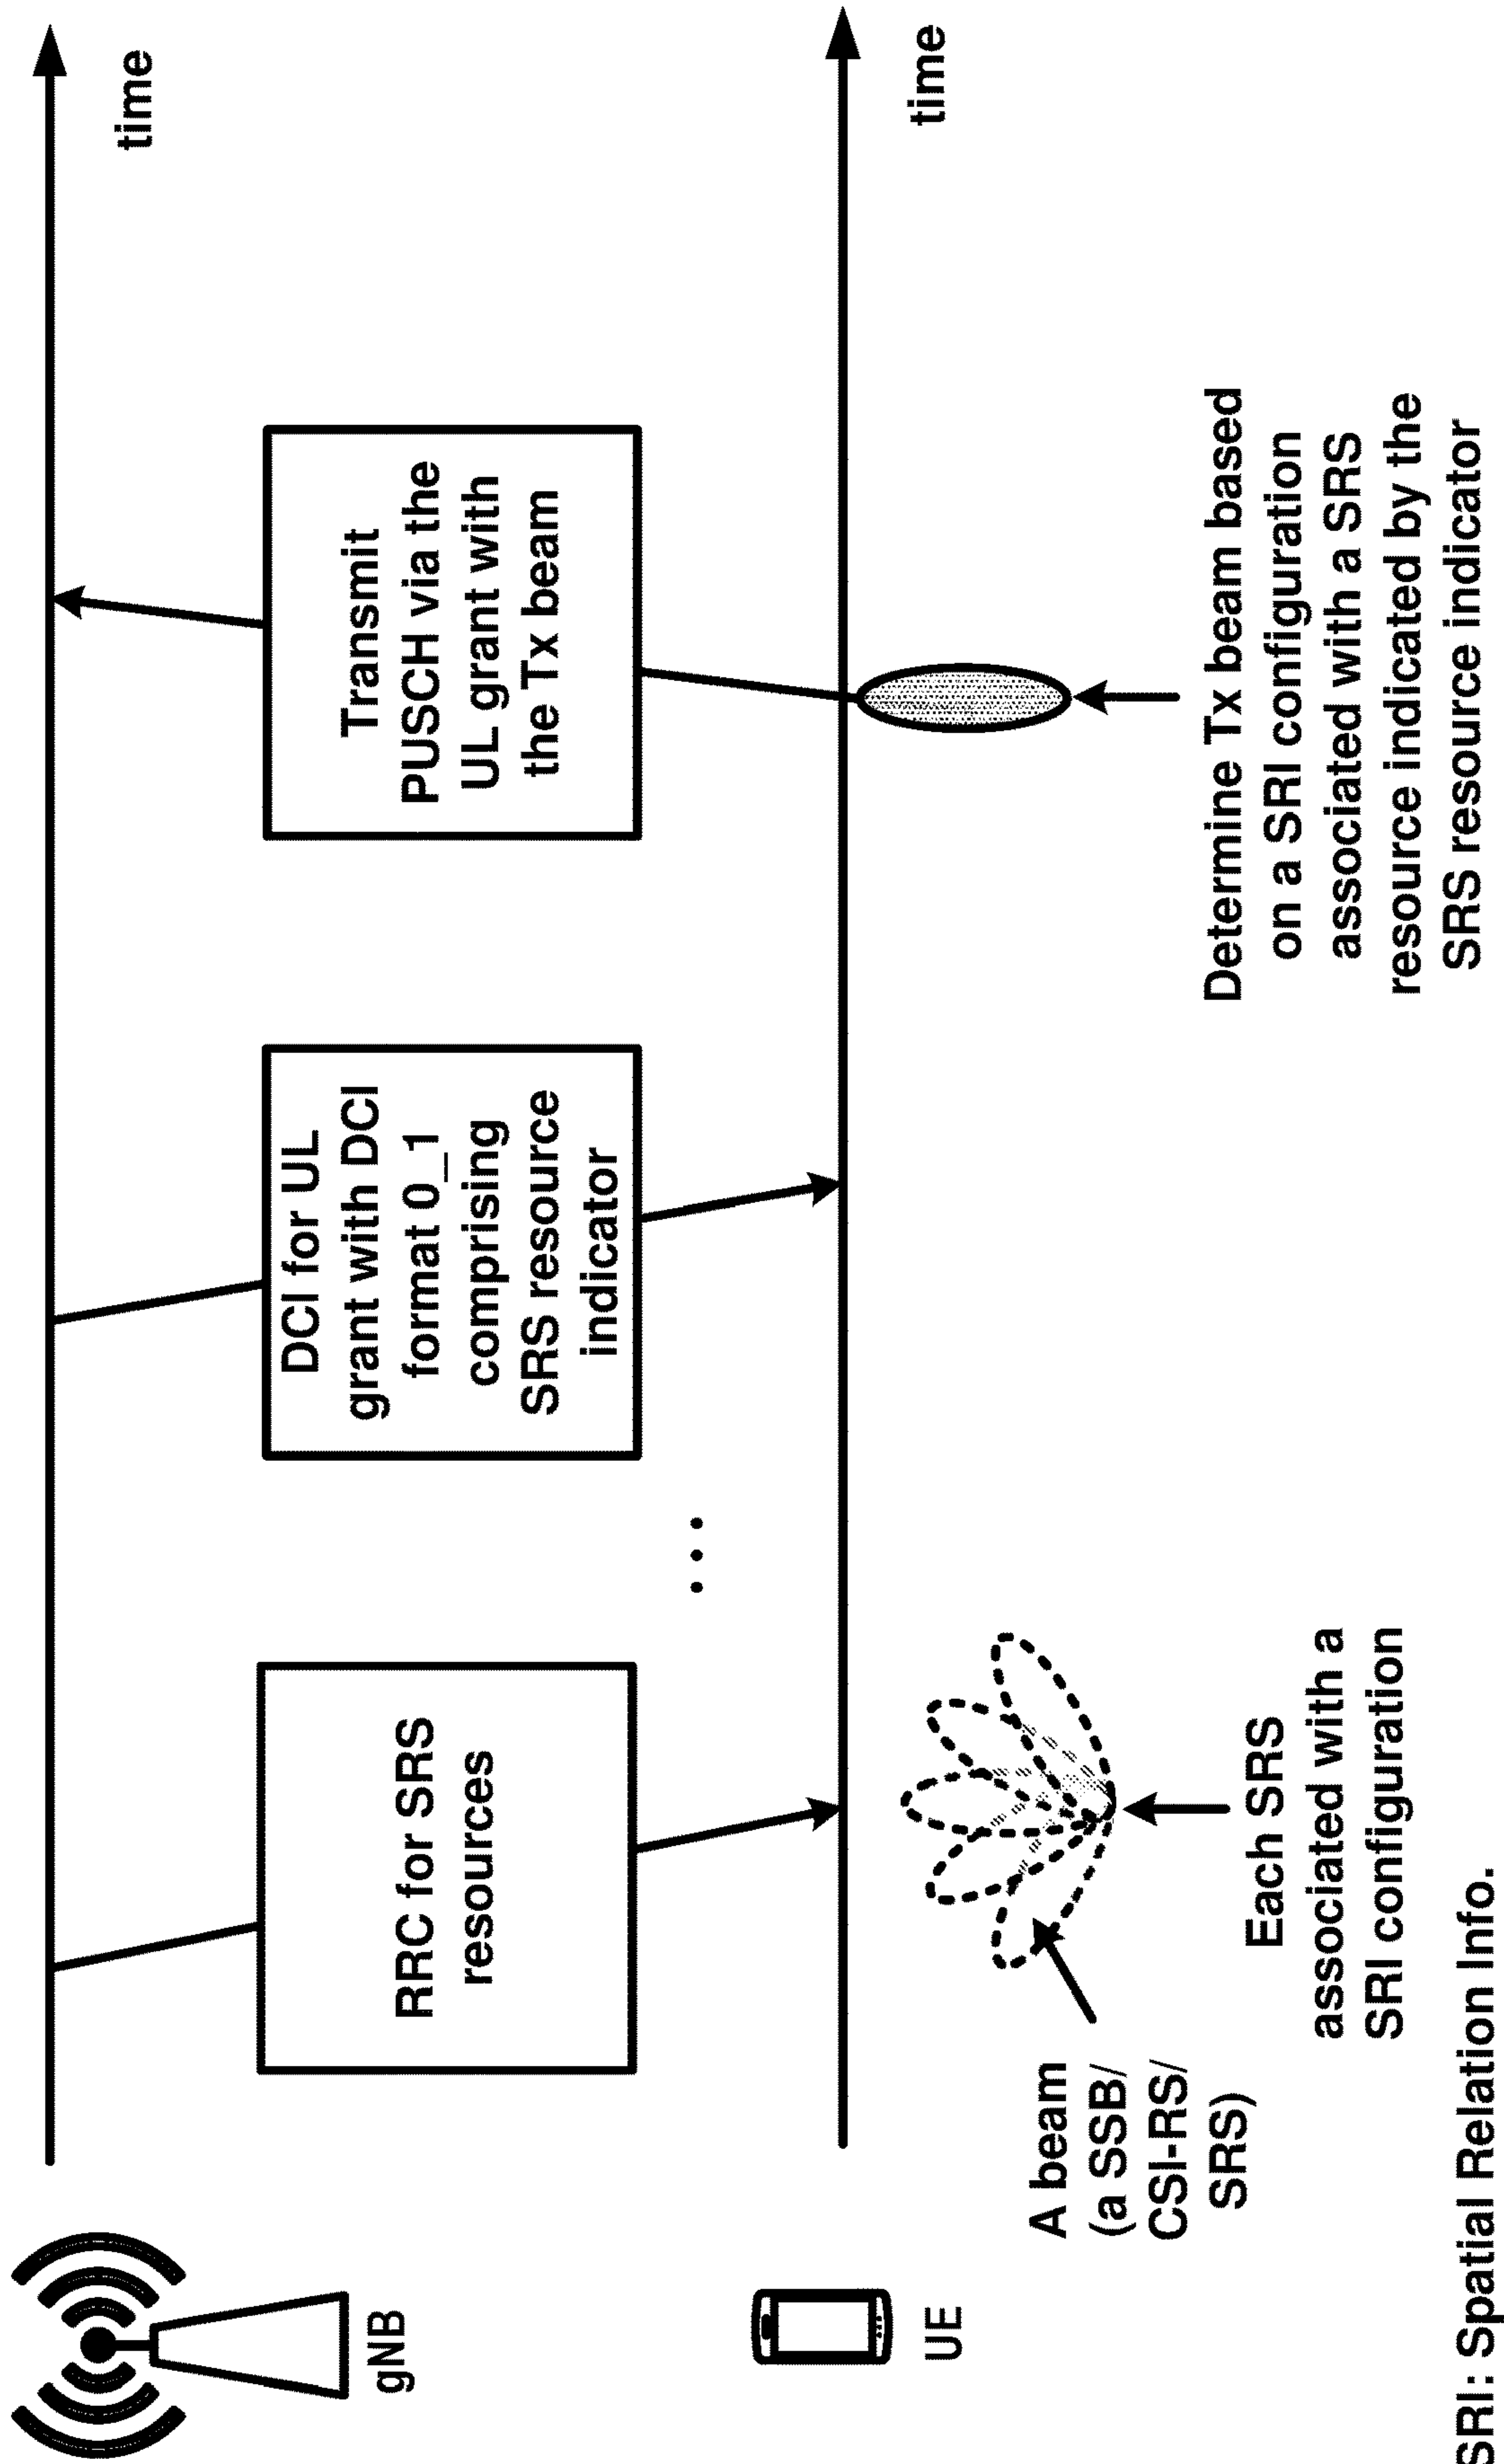 gNB
time
RRC for SRS
resources
...
DCI for UL
grant with DCI
format 0_1
comprising
SRS resource
indicator
Transmit
PUSCH via the
UL grant with
the Tx beam
UE
time
A beam
(a SSB/
CSI-RS/
SRS)
Each SRS
associated with a
SRI configuration
Determine Tx beam based
on a SRI configuration
associated with a SRS
resource indicated by the
SRS resource indicator
SRI: Spatial Relation Info.